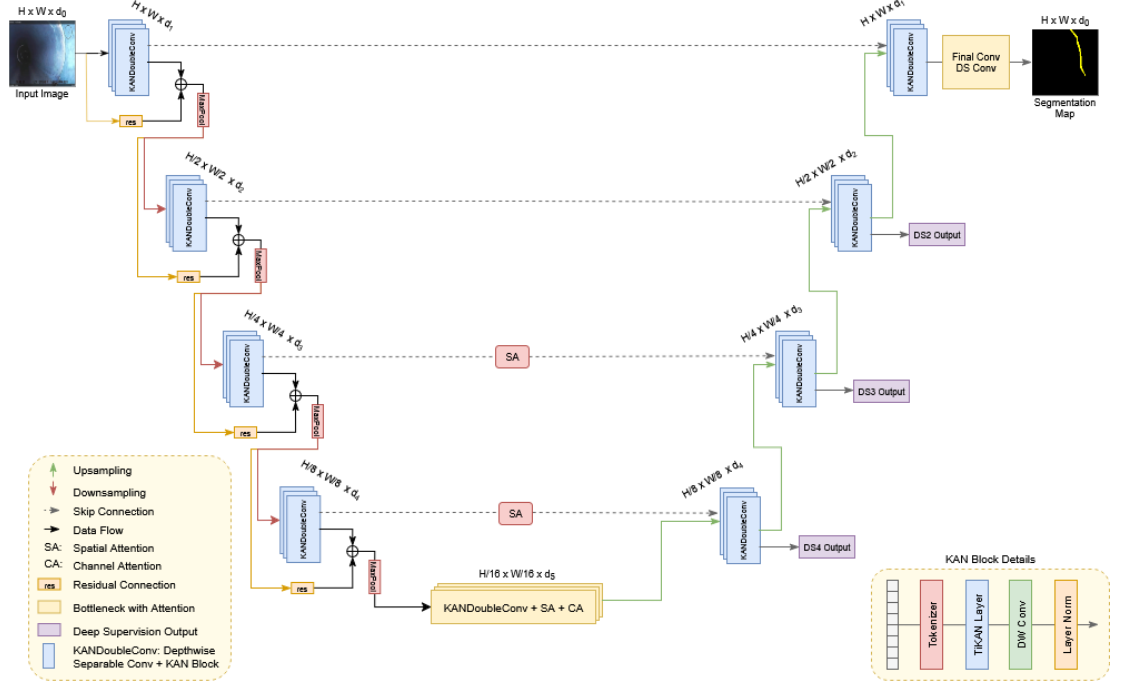 H x W x d0
Input Image
H x W x d1
KANDoubleConv
res
MaxPool
H x W x d1
KANDoubleConv
Final Conv
DS Conv
H x W x d0
Segmentation
Map
H/2 x W/2 x d2
KANDoubleConv
res
MaxPool
H/2 x W/2 x d2
KANDoubleConv
DS2 Output
H/4 x W/4 x d3
KANDoubleConv
res
MaxPool
SA
H/4 x W/4 x d3
KANDoubleConv
DS3 Output
H/8 x W/8 x d4
KANDoubleConv
res
MaxPool
SA
H/8 x W/8 x d4
KANDoubleConv
DS4 Output
H/16 x W/16 x d5
KANDoubleConv + SA + CA
Upsampling
Downsampling
Skip Connection
Data Flow
SA: Spatial Attention
CA: Channel Attention
res Residual Connection
Bottleneck with Attention
Deep Supervision Output
KANDoubleConv: Depthwise
Separable Conv + KAN Block
KAN Block Details
Tokenizer
TiKAN Layer
DW Conv
Layer Norm